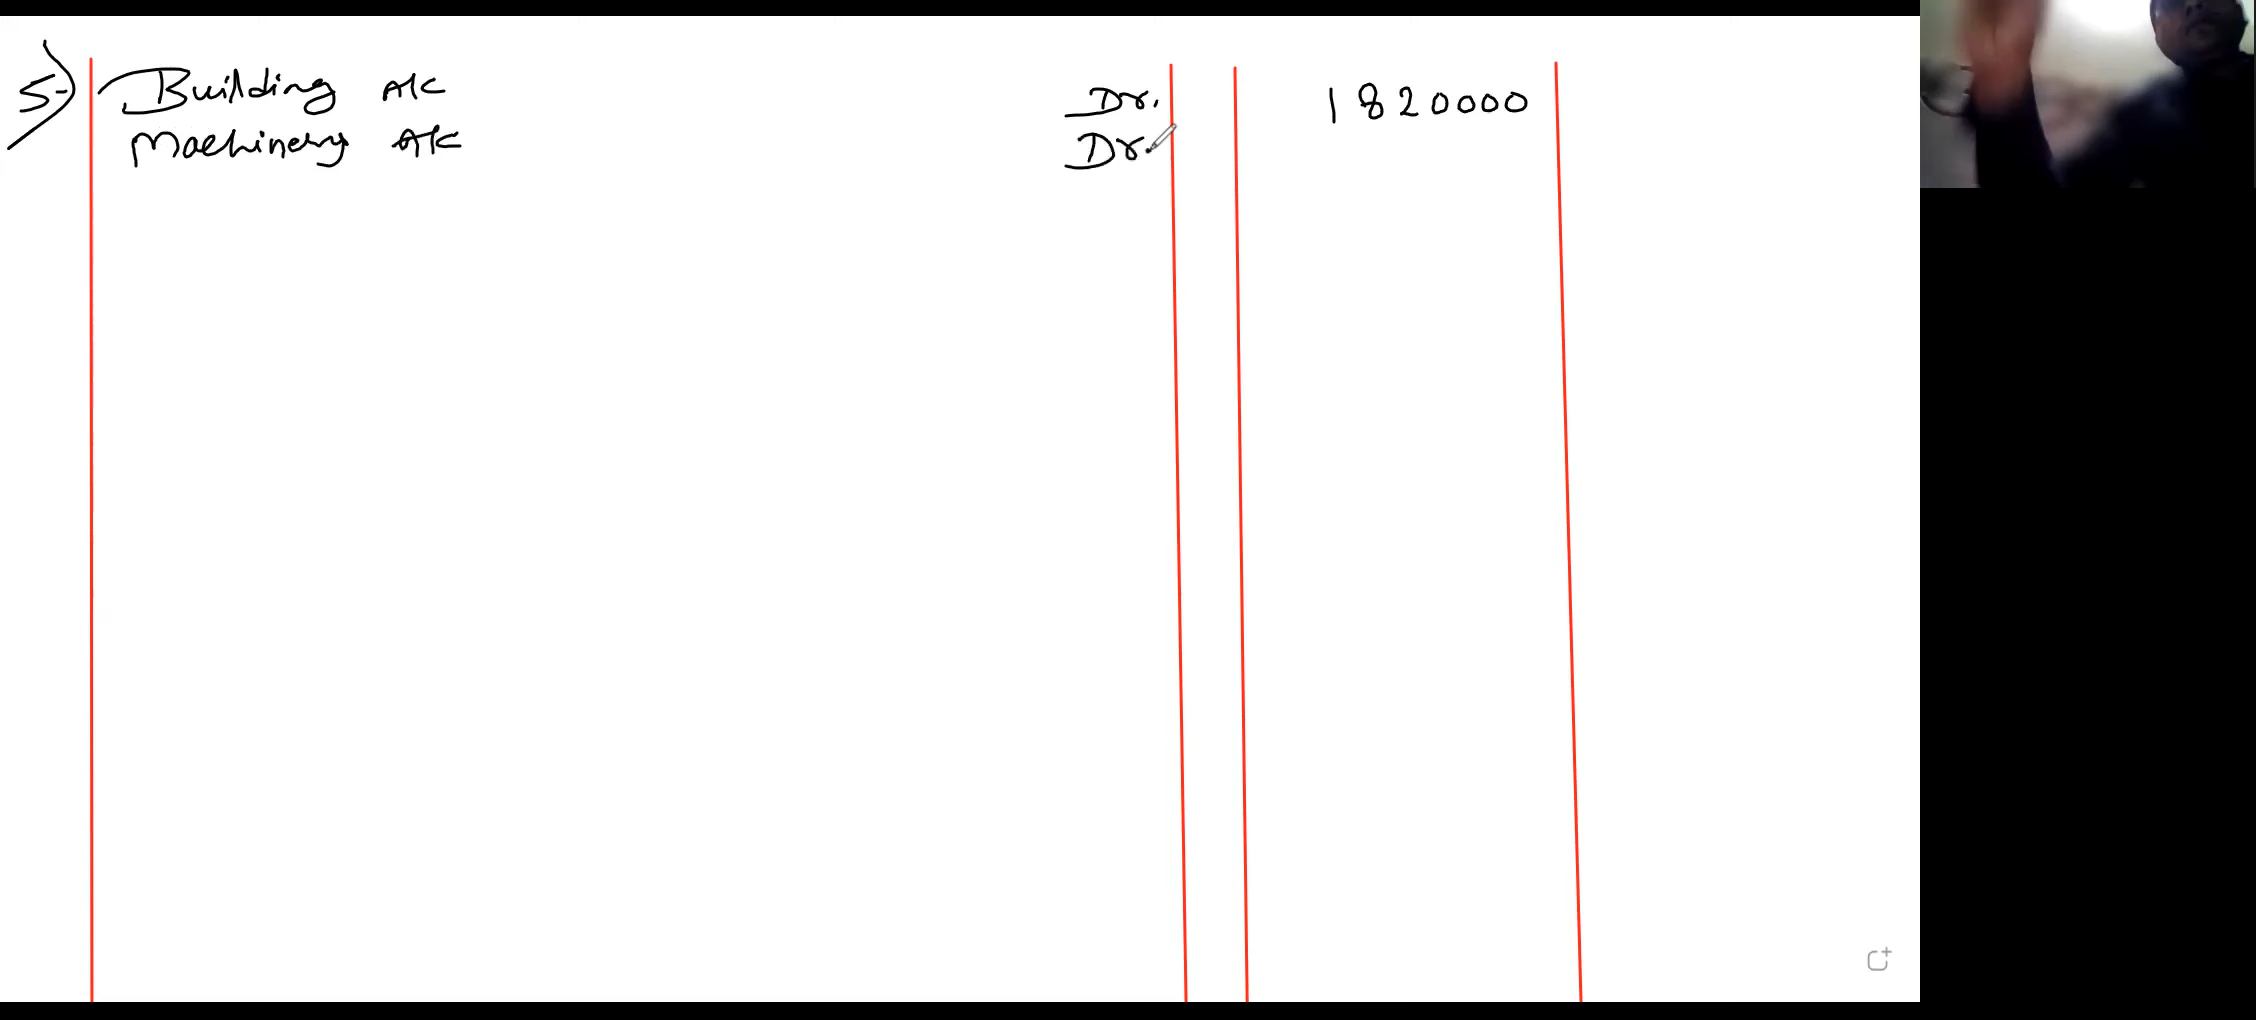 5) Building A/c Dr. 1820000
Machinery A/c Dr.